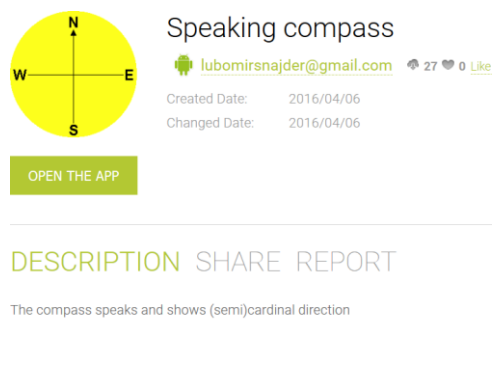 N
W E
S
Speaking compass
lubomirsnajder@gmail.com 27 0 Like
Created Date: 2016/04/06
Changed Date: 2016/04/06
OPEN THE APP
DESCRIPTION SHARE REPORT
The compass speaks and shows (semi)cardinal direction